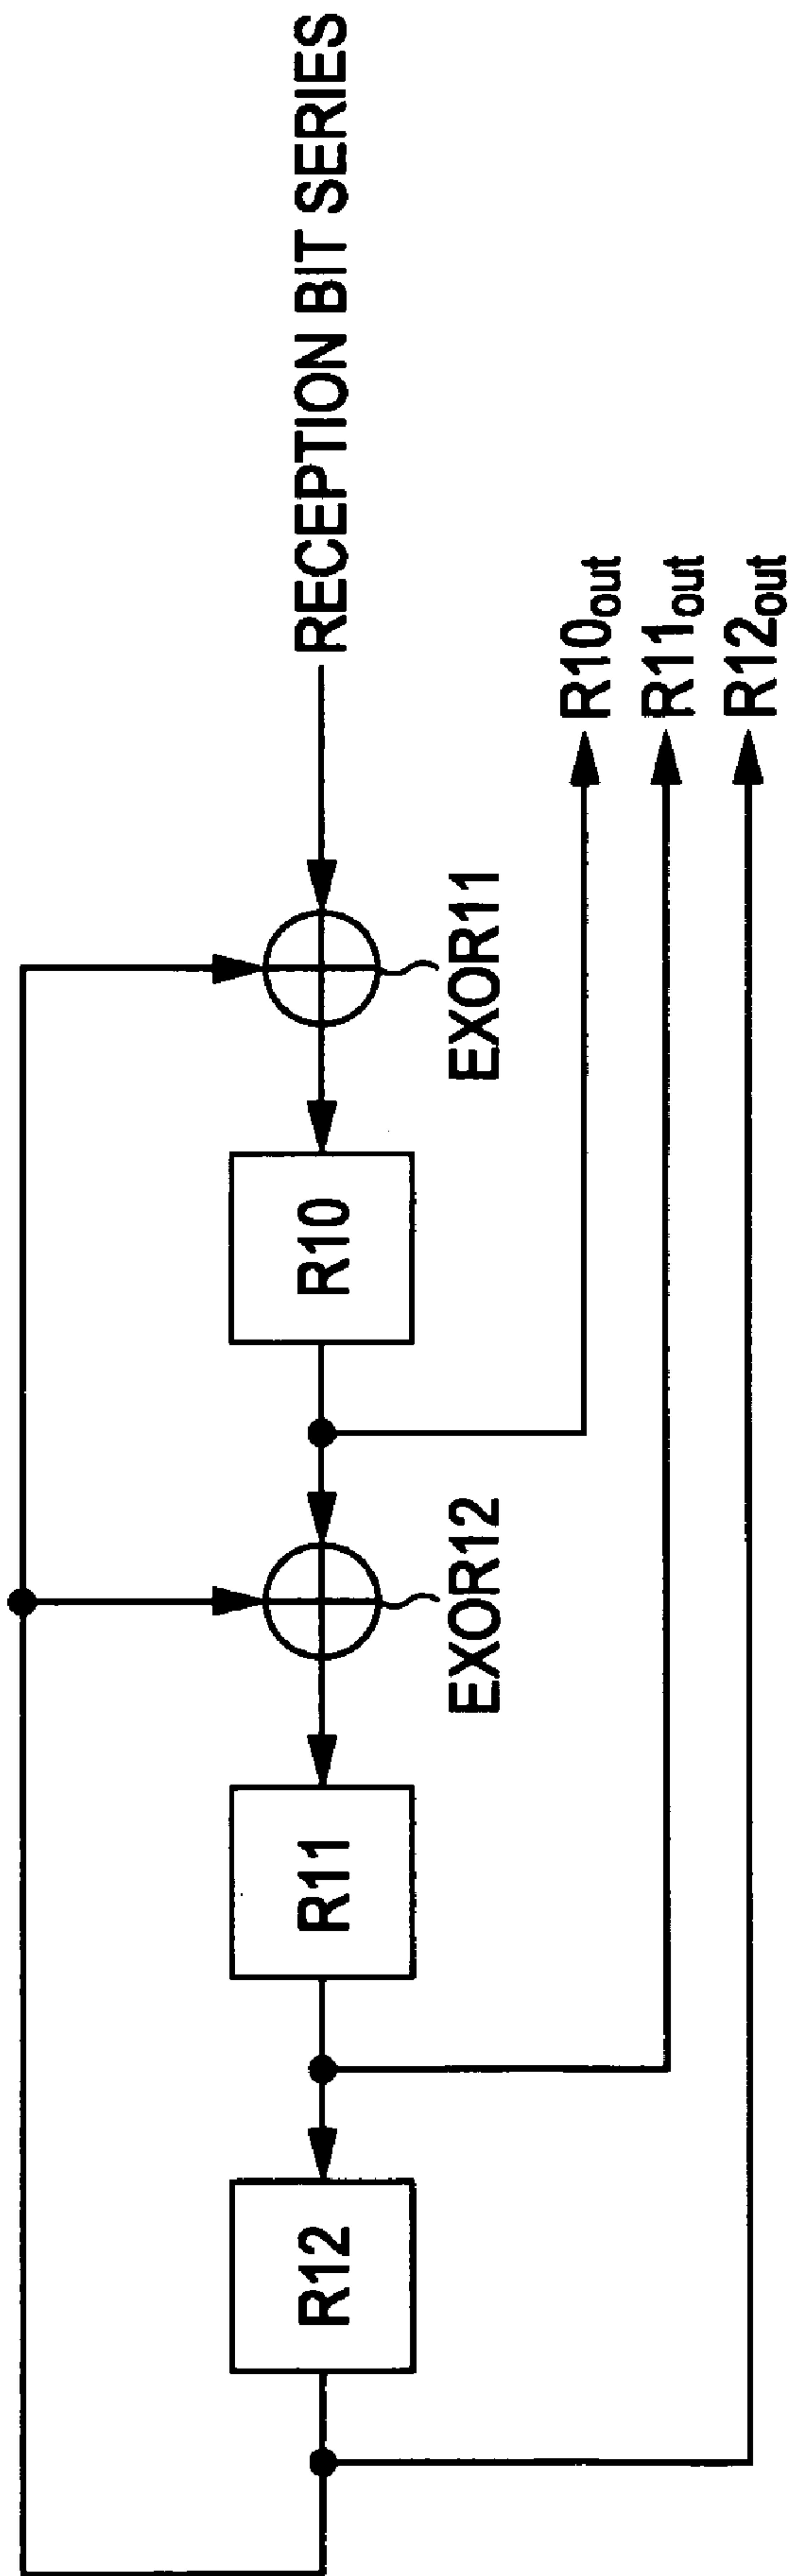 RECEPTION BIT SERIES
R12
R11
R10
EXOR12
EXOR11
R10out
R11out
R12out